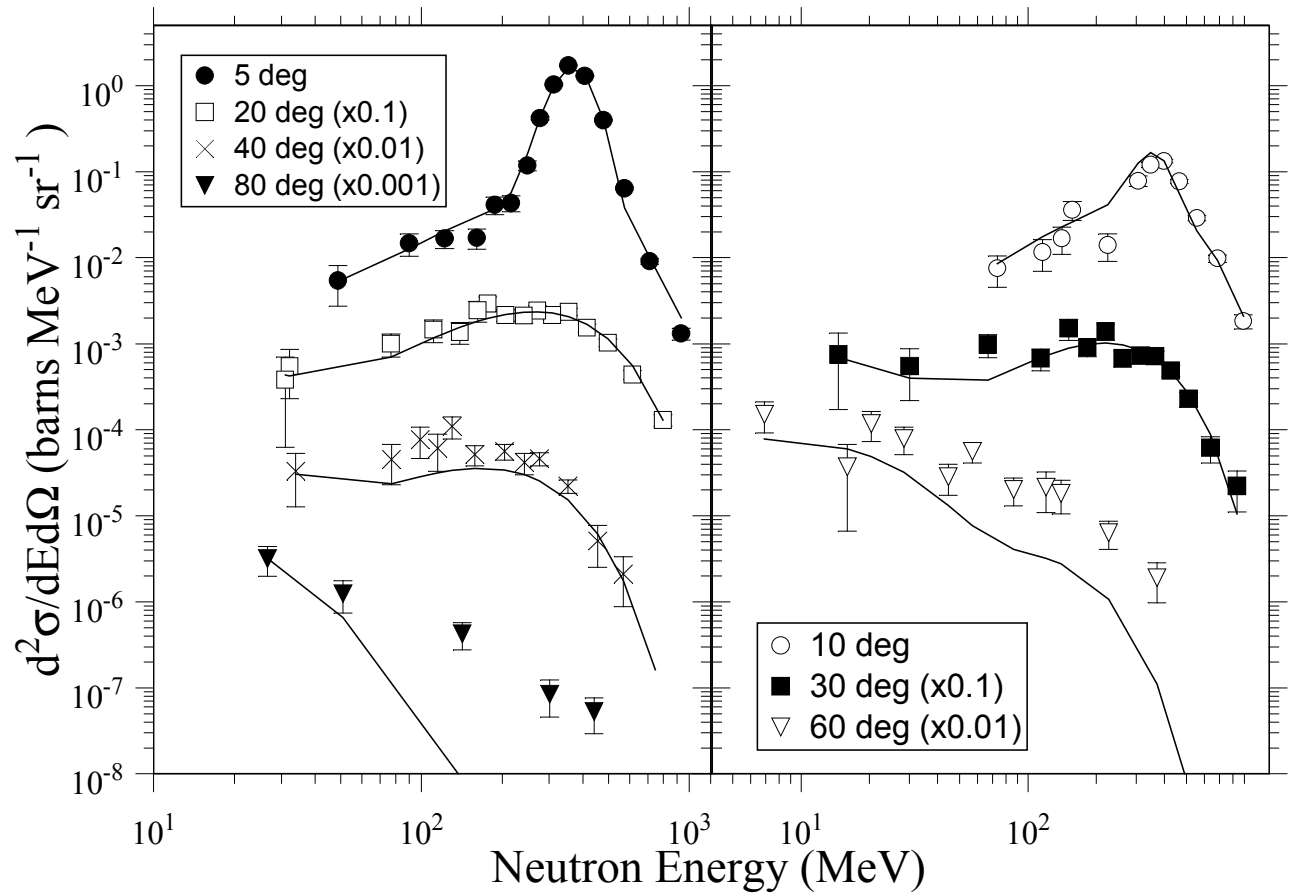 5 deg
20 deg (x0.1)
40 deg (x0.01)
80 deg (x0.001)
10 deg
30 deg (x0.1)
60 deg (x0.01)
d²σ/dEdΩ (barns MeV⁻¹ sr⁻¹)
10⁰
10⁻¹
10⁻²
10⁻³
10⁻⁴
10⁻⁵
10⁻⁶
10⁻⁷
10⁻⁸
10¹ 10² 10³ 10¹ 10²
Neutron Energy (MeV)